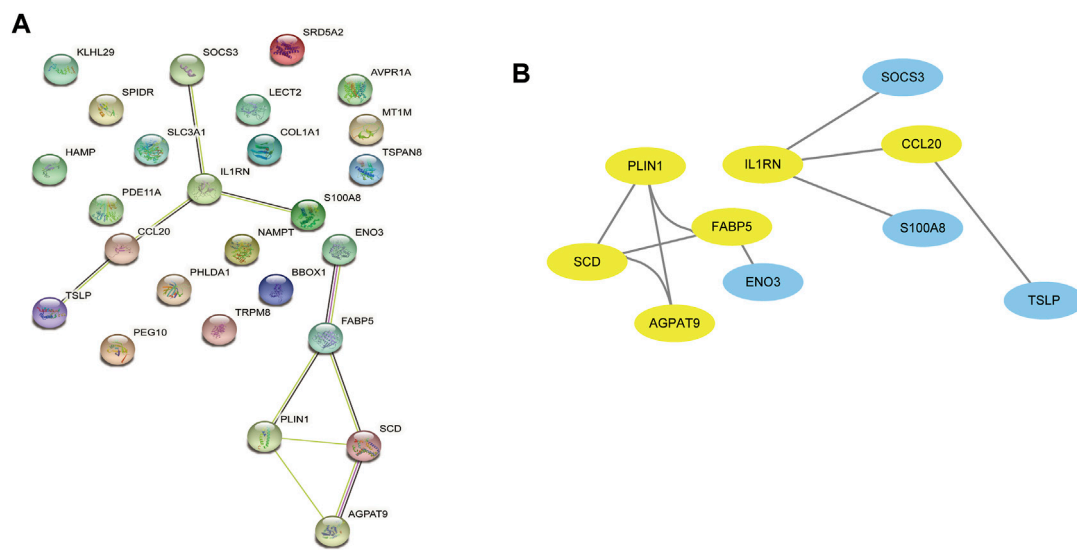 A
KLHL29
SOCS3
SRD5A2
SPIDR
LECT2
AVPR1A
MT1M
SLC3A1
COL1A1
HAMP
TSPAN8
IL1RN
PDE11A
S100A8
CCL20
NAMPT
ENO3
TSLP
PHLDA1
BBOX1
PEG10
TRPM8
FABP5
PLIN1
SCD
AGPAT9
B
SOCS3
CCL20
PLIN1
IL1RN
FABP5
S100A8
SCD
ENO3
TSLP
AGPAT9